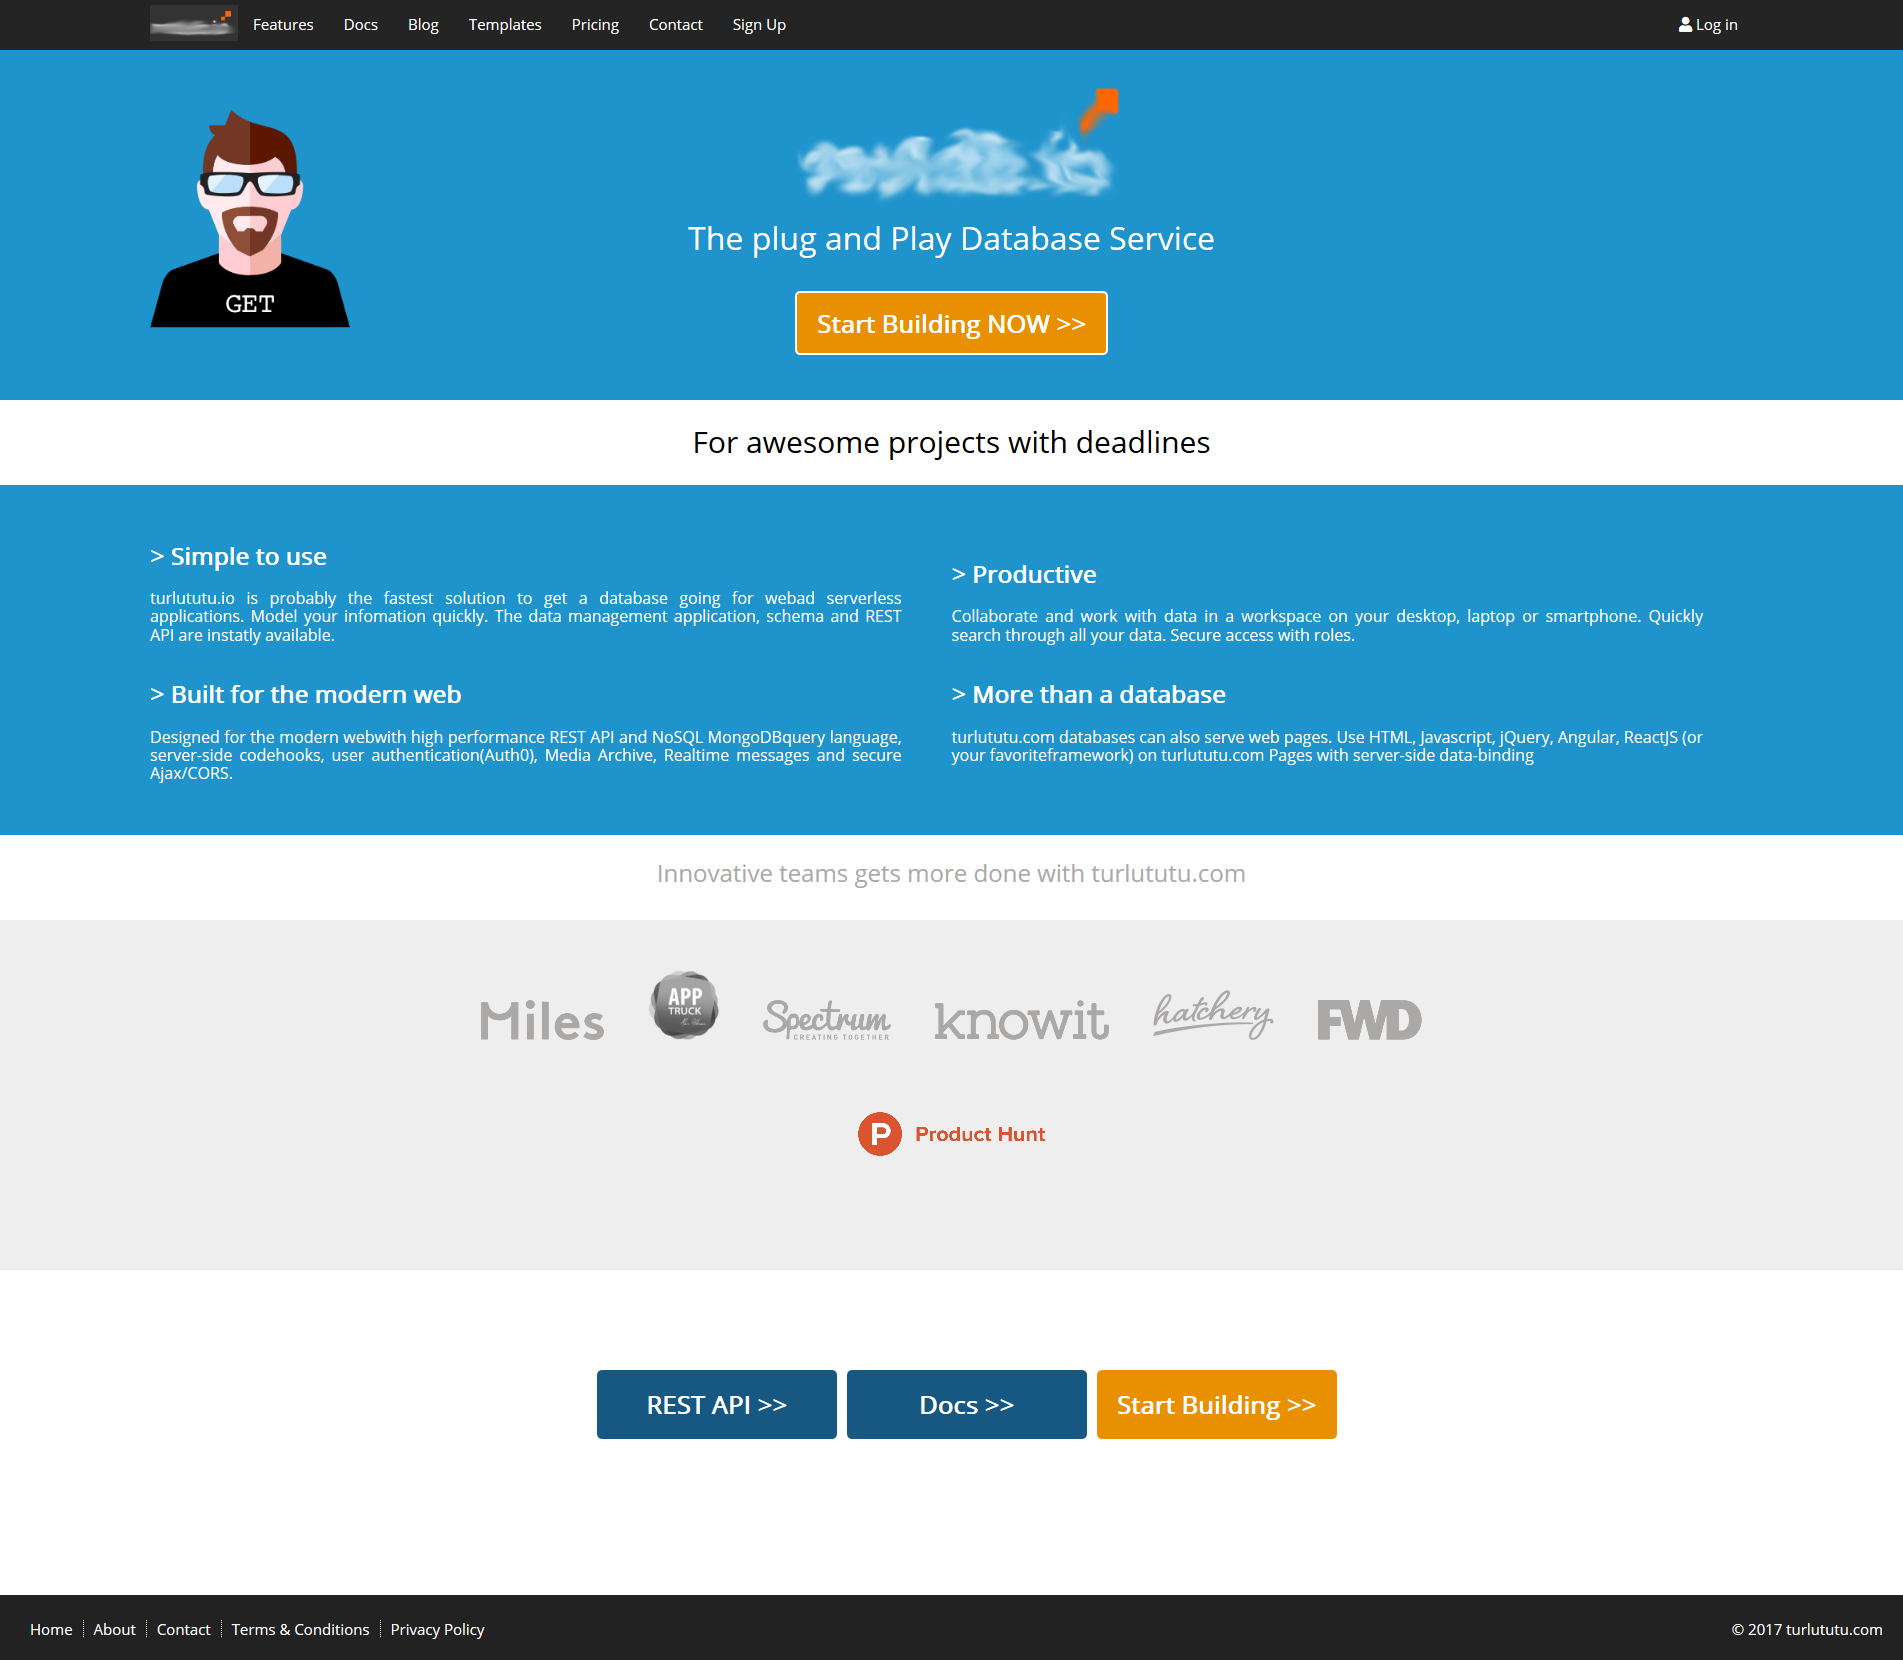 Features Docs Blog Templates Pricing Contact Sign Up Log in
GET
The plug and Play Database Service
Start Building NOW >>
For awesome projects with deadlines
> Simple to use
turlututu.io is probably the fastest solution to get a database going for webad serverless
applications. Model your infomation quickly. The data management application, schema and REST
API are instatly available.
> Productive
Collaborate and work with data in a workspace on your desktop, laptop or smartphone. Quickly
search through all your data. Secure access with roles.
> Built for the modern web
Designed for the modern webwith high performance REST API and NoSQL MongoDBquery language,
server-side codehooks, user authentication(Auth0), Media Archive, Realtime messages and secure
Ajax/CORS.
> More than a database
turlututu.com databases can also serve web pages. Use HTML, Javascript, jQuery, Angular, ReactJS (or
your favoriteframework) on turlututu.com Pages with server-side data-binding
Innovative teams gets more done with turlututu.com
Miles
APP
TRUCK
Spectrum
CREATING TOGETHER
knowit
hatchery
FWD
P Product Hunt
REST API >> Docs >> Start Building >>
Home About Contact Terms & Conditions Privacy Policy © 2017 turlututu.com